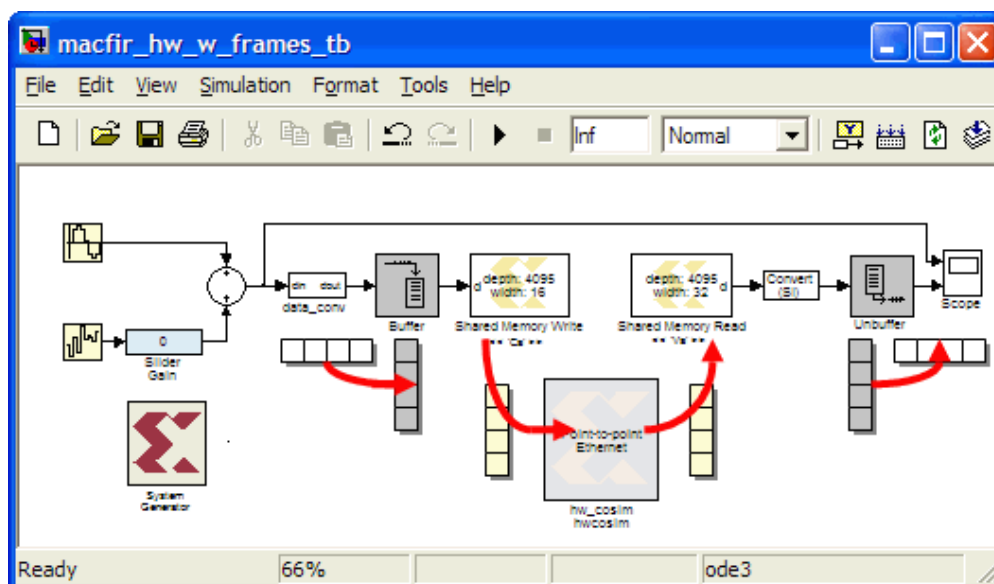 macfir_hw_w_frames_tb
File Edit View Simulation Format Tools Help
Inf Normal
din dout
data_conv
Buffer
d depth: 4095
width: 16
Shared Memory Write
depth: 4095 d
width: 32
Shared Memory Read
Convert
(SI)
Unbuffer
Scope
0
Slider
Gain
System
Generator
Point-to-point
Ethernet
hw_cosim
hwcosim
Ready 66% ode3